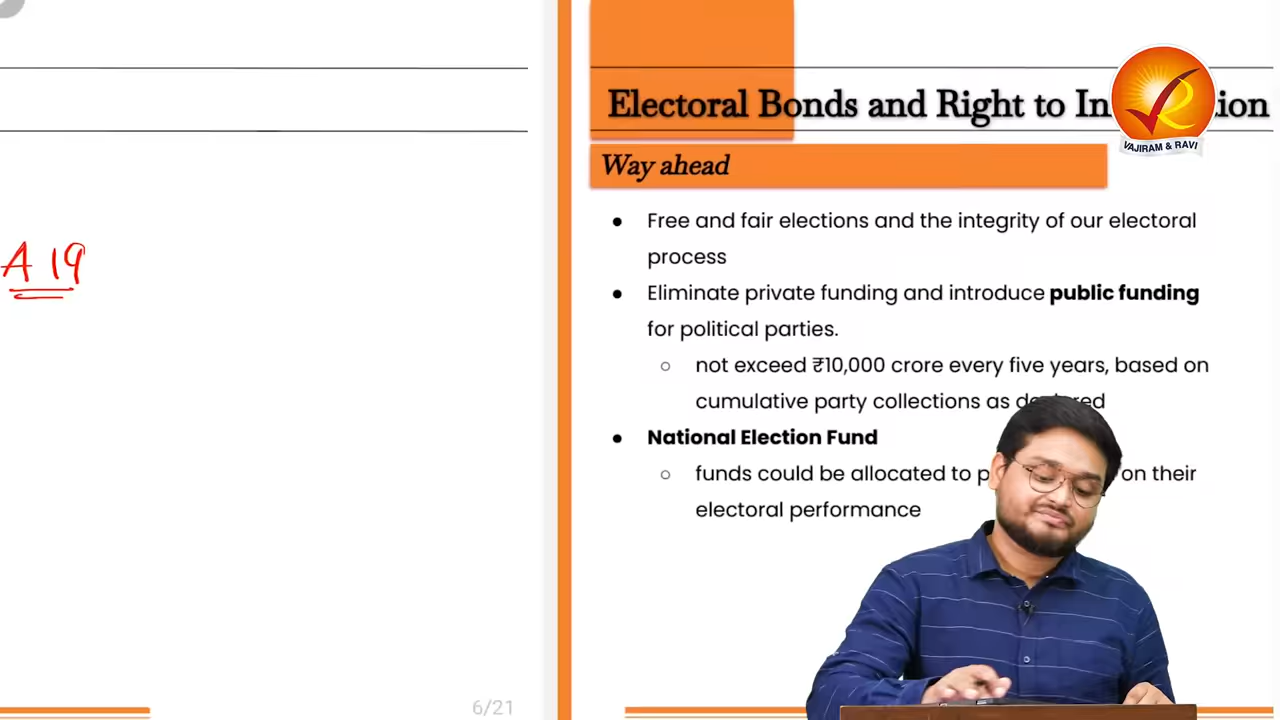 A 19
6/21
Electoral Bonds and Right to In ion
VAJIRAM & RAVI
Way ahead
● Free and fair elections and the integrity of our electoral
process
● Eliminate private funding and introduce public funding
for political parties.
○ not exceed ₹10,000 crore every five years, based on
cumulative party collections as
● National Election Fund
○ funds could be allocated to on their
electoral performance